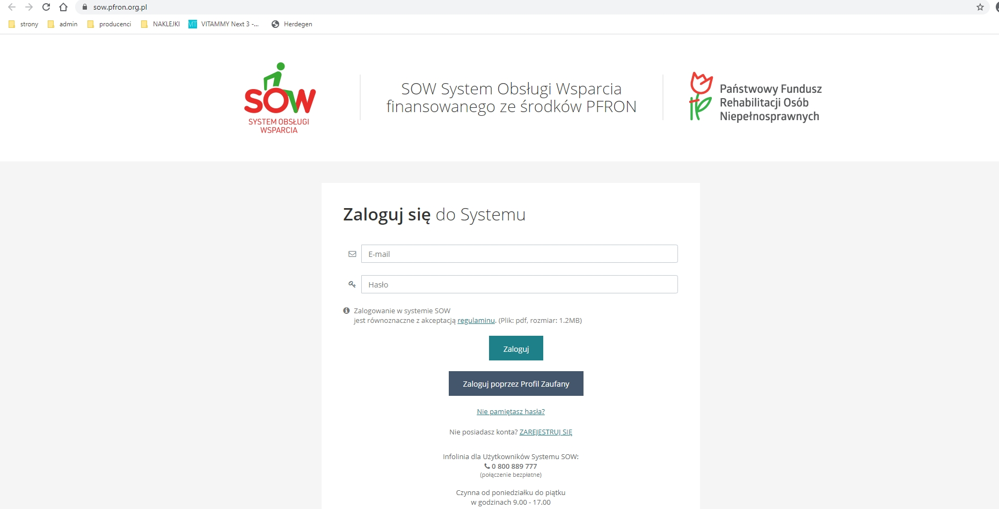 sow.pfron.org.pl
strony admin producenci NAKLEJKI VITAMMY Next 3 -... Herdegen
SOW
SYSTEM OBSŁUGI
WSPARCIA
SOW System Obsługi Wsparcia
finansowanego ze środków PFRON
Państwowy Fundusz
Rehabilitacji Osób
Niepełnosprawnych
Zaloguj się do Systemu
E-mail
Hasło
Zalogowanie w systemie SOW
jest równoznaczne z akceptacją regulaminu. (Plik: pdf, rozmiar: 1.2MB)
Zaloguj
Zaloguj poprzez Profil Zaufany
Nie pamiętasz hasła?
Nie posiadasz konta? ZAREJESTRUJ SIĘ
Infolinia dla Użytkowników Systemu SOW:
0 800 889 777
(połączenie bezpłatne)
Czynna od poniedziałku do piątku
w godzinach 9.00 - 17.00